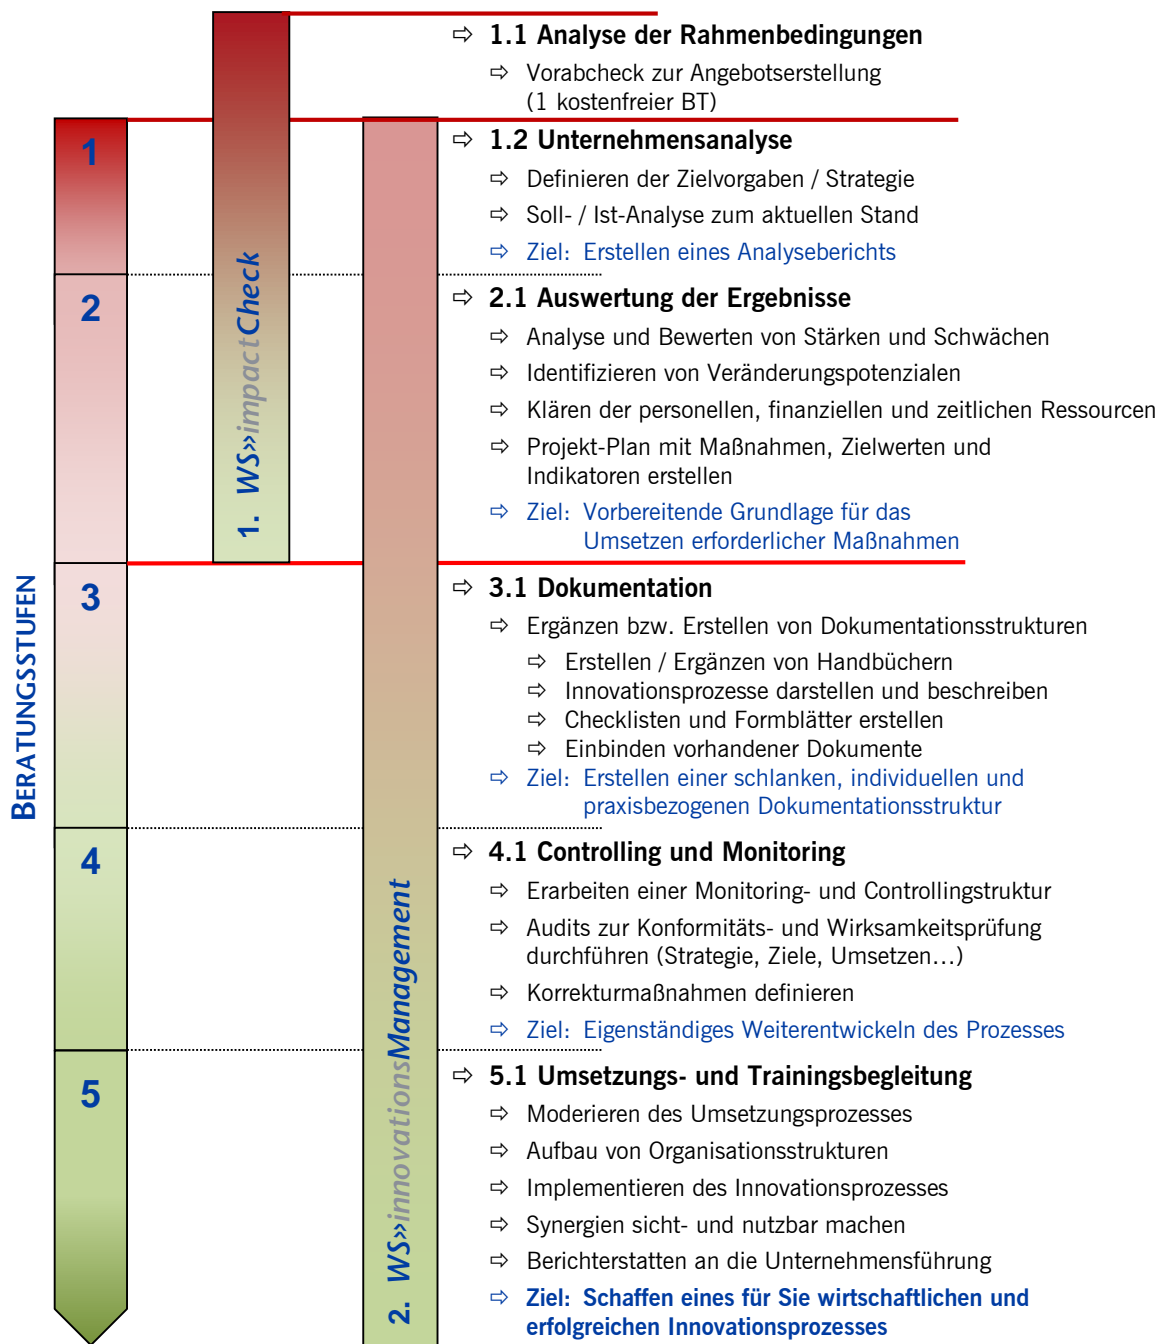 ⇨ 1.1 Analyse der Rahmenbedingungen
⇨ Vorabcheck zur Angebotserstellung
(1 kostenfreier BT)
1
⇨ 1.2 Unternehmensanalyse
⇨ Definieren der Zielvorgaben / Strategie
⇨ Soll- / Ist-Analyse zum aktuellen Stand
⇨ Ziel: Erstellen eines Analyseberichts
2
⇨ 2.1 Auswertung der Ergebnisse
⇨ Analyse und Bewerten von Stärken und Schwächen
⇨ Identifizieren von Veränderungspotenzialen
⇨ Klären der personellen, finanziellen und zeitlichen Ressourcen
⇨ Projekt-Plan mit Maßnahmen, Zielwerten und
Indikatoren erstellen
⇨ Ziel: Vorbereitende Grundlage für das
Umsetzen erforderlicher Maßnahmen
1. WS»impactCheck
BERATUNGSSTUFEN
3
⇨ 3.1 Dokumentation
⇨ Ergänzen bzw. Erstellen von Dokumentationsstrukturen
⇨ Erstellen / Ergänzen von Handbüchern
⇨ Innovationsprozesse darstellen und beschreiben
⇨ Checklisten und Formblätter erstellen
⇨ Einbinden vorhandener Dokumente
⇨ Ziel: Erstellen einer schlanken, individuellen und
praxisbezogenen Dokumentationsstruktur
4
⇨ 4.1 Controlling und Monitoring
⇨ Erarbeiten einer Monitoring- und Controllingstruktur
⇨ Audits zur Konformitäts- und Wirksamkeitsprüfung
durchführen (Strategie, Ziele, Umsetzen…)
⇨ Korrekturmaßnahmen definieren
⇨ Ziel: Eigenständiges Weiterentwickeln des Prozesses
2. WS»innovationsManagement
5
⇨ 5.1 Umsetzungs- und Trainingsbegleitung
⇨ Moderieren des Umsetzungsprozesses
⇨ Aufbau von Organisationsstrukturen
⇨ Implementieren des Innovationsprozesses
⇨ Synergien sicht- und nutzbar machen
⇨ Berichterstatten an die Unternehmensführung
⇨ Ziel: Schaffen eines für Sie wirtschaftlichen und
erfolgreichen Innovationsprozesses